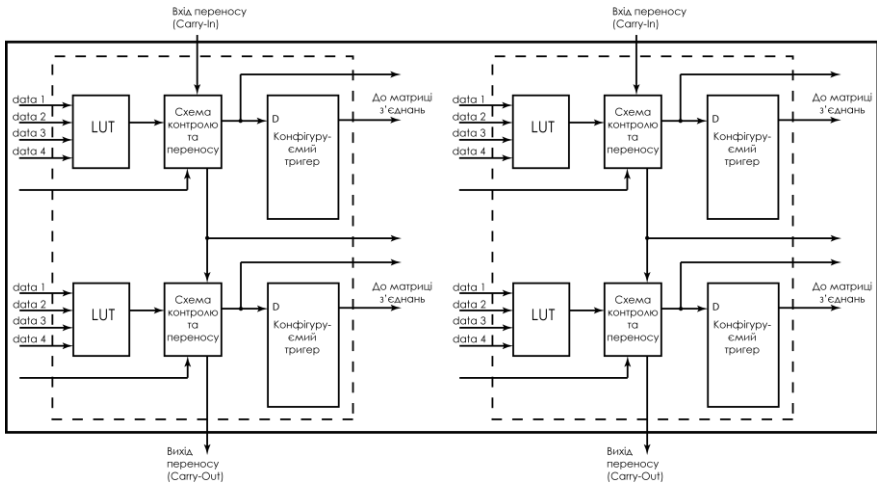 Вхід переносу
(Carry-In)
Вхід переносу
(Carry-In)
data 1
data 2
data 3
data 4
LUT
Схема
контролю
та
переносу
D
Конфігуру-
ємий
тригер
До матриці
з’єднань
data 1
data 2
data 3
data 4
LUT
Схема
контролю
та
переносу
D
Конфігуру-
ємий
тригер
До матриці
з’єднань
data 1
data 2
data 3
data 4
LUT
Схема
контролю
та
переносу
D
Конфігуру-
ємий
тригер
До матриці
з’єднань
data 1
data 2
data 3
data 4
LUT
Схема
контролю
та
переносу
D
Конфігуру-
ємий
тригер
До матриці
з’єднань
Вихід
переносу
(Carry-Out)
Вихід
переносу
(Carry-Out)